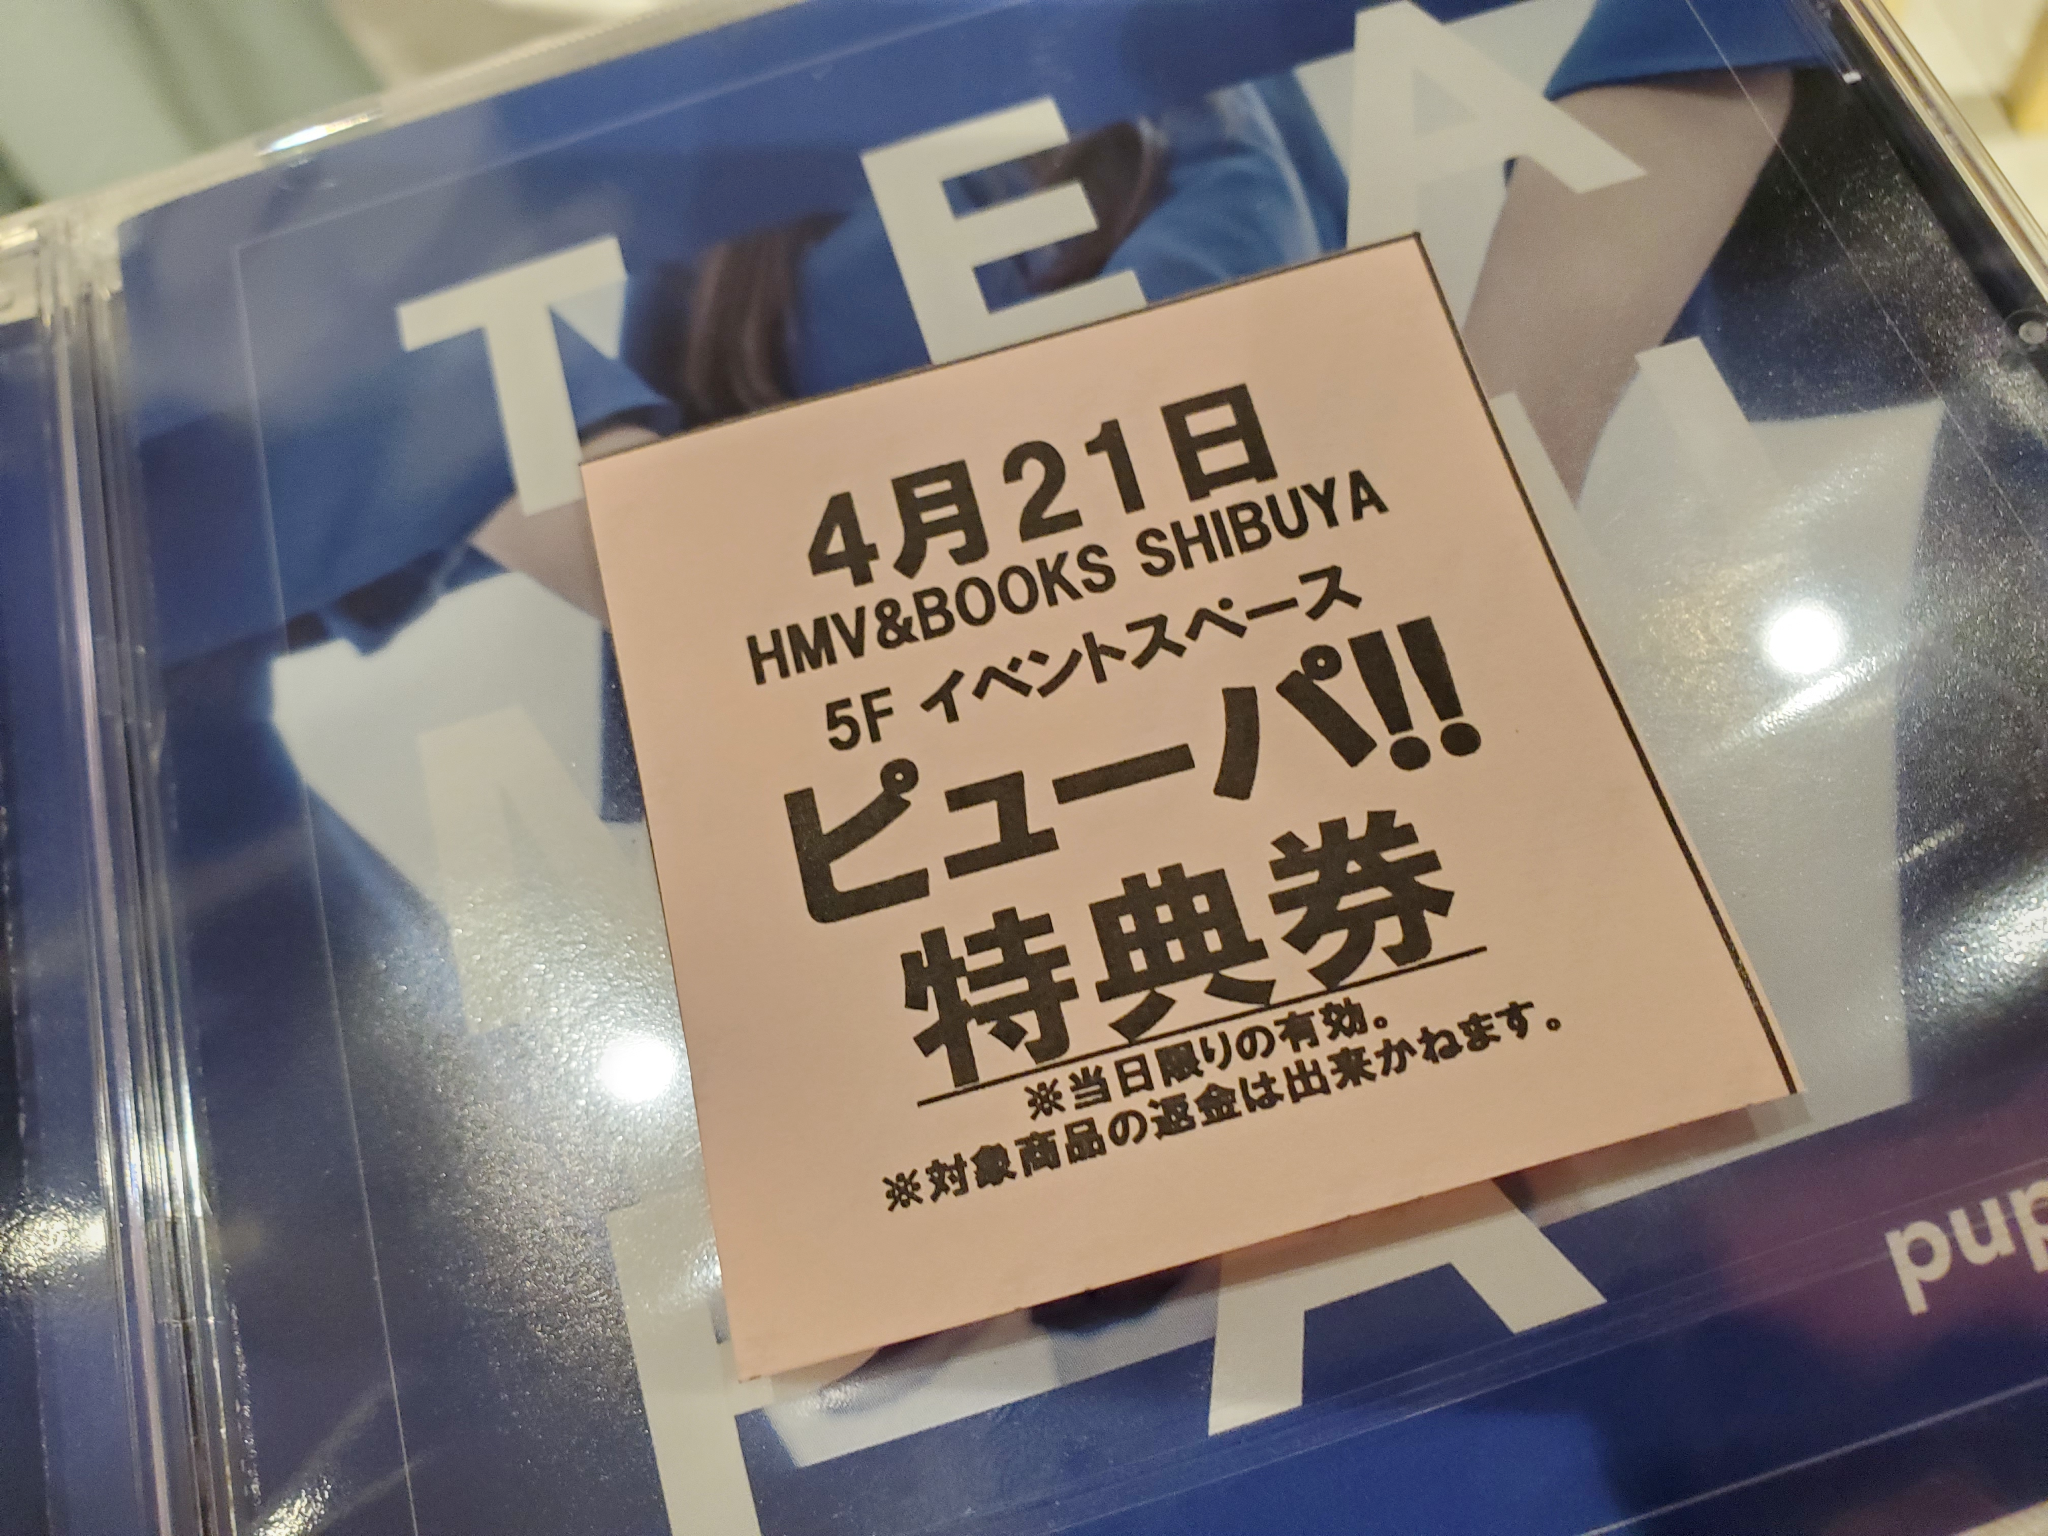 TEA
4月21日
HMV&BOOKS SHIBUYA
5F イベントスペース
ピューパ!!
特典券
※当日限りの有効。
※対象商品の返金は出来かねます。
pup